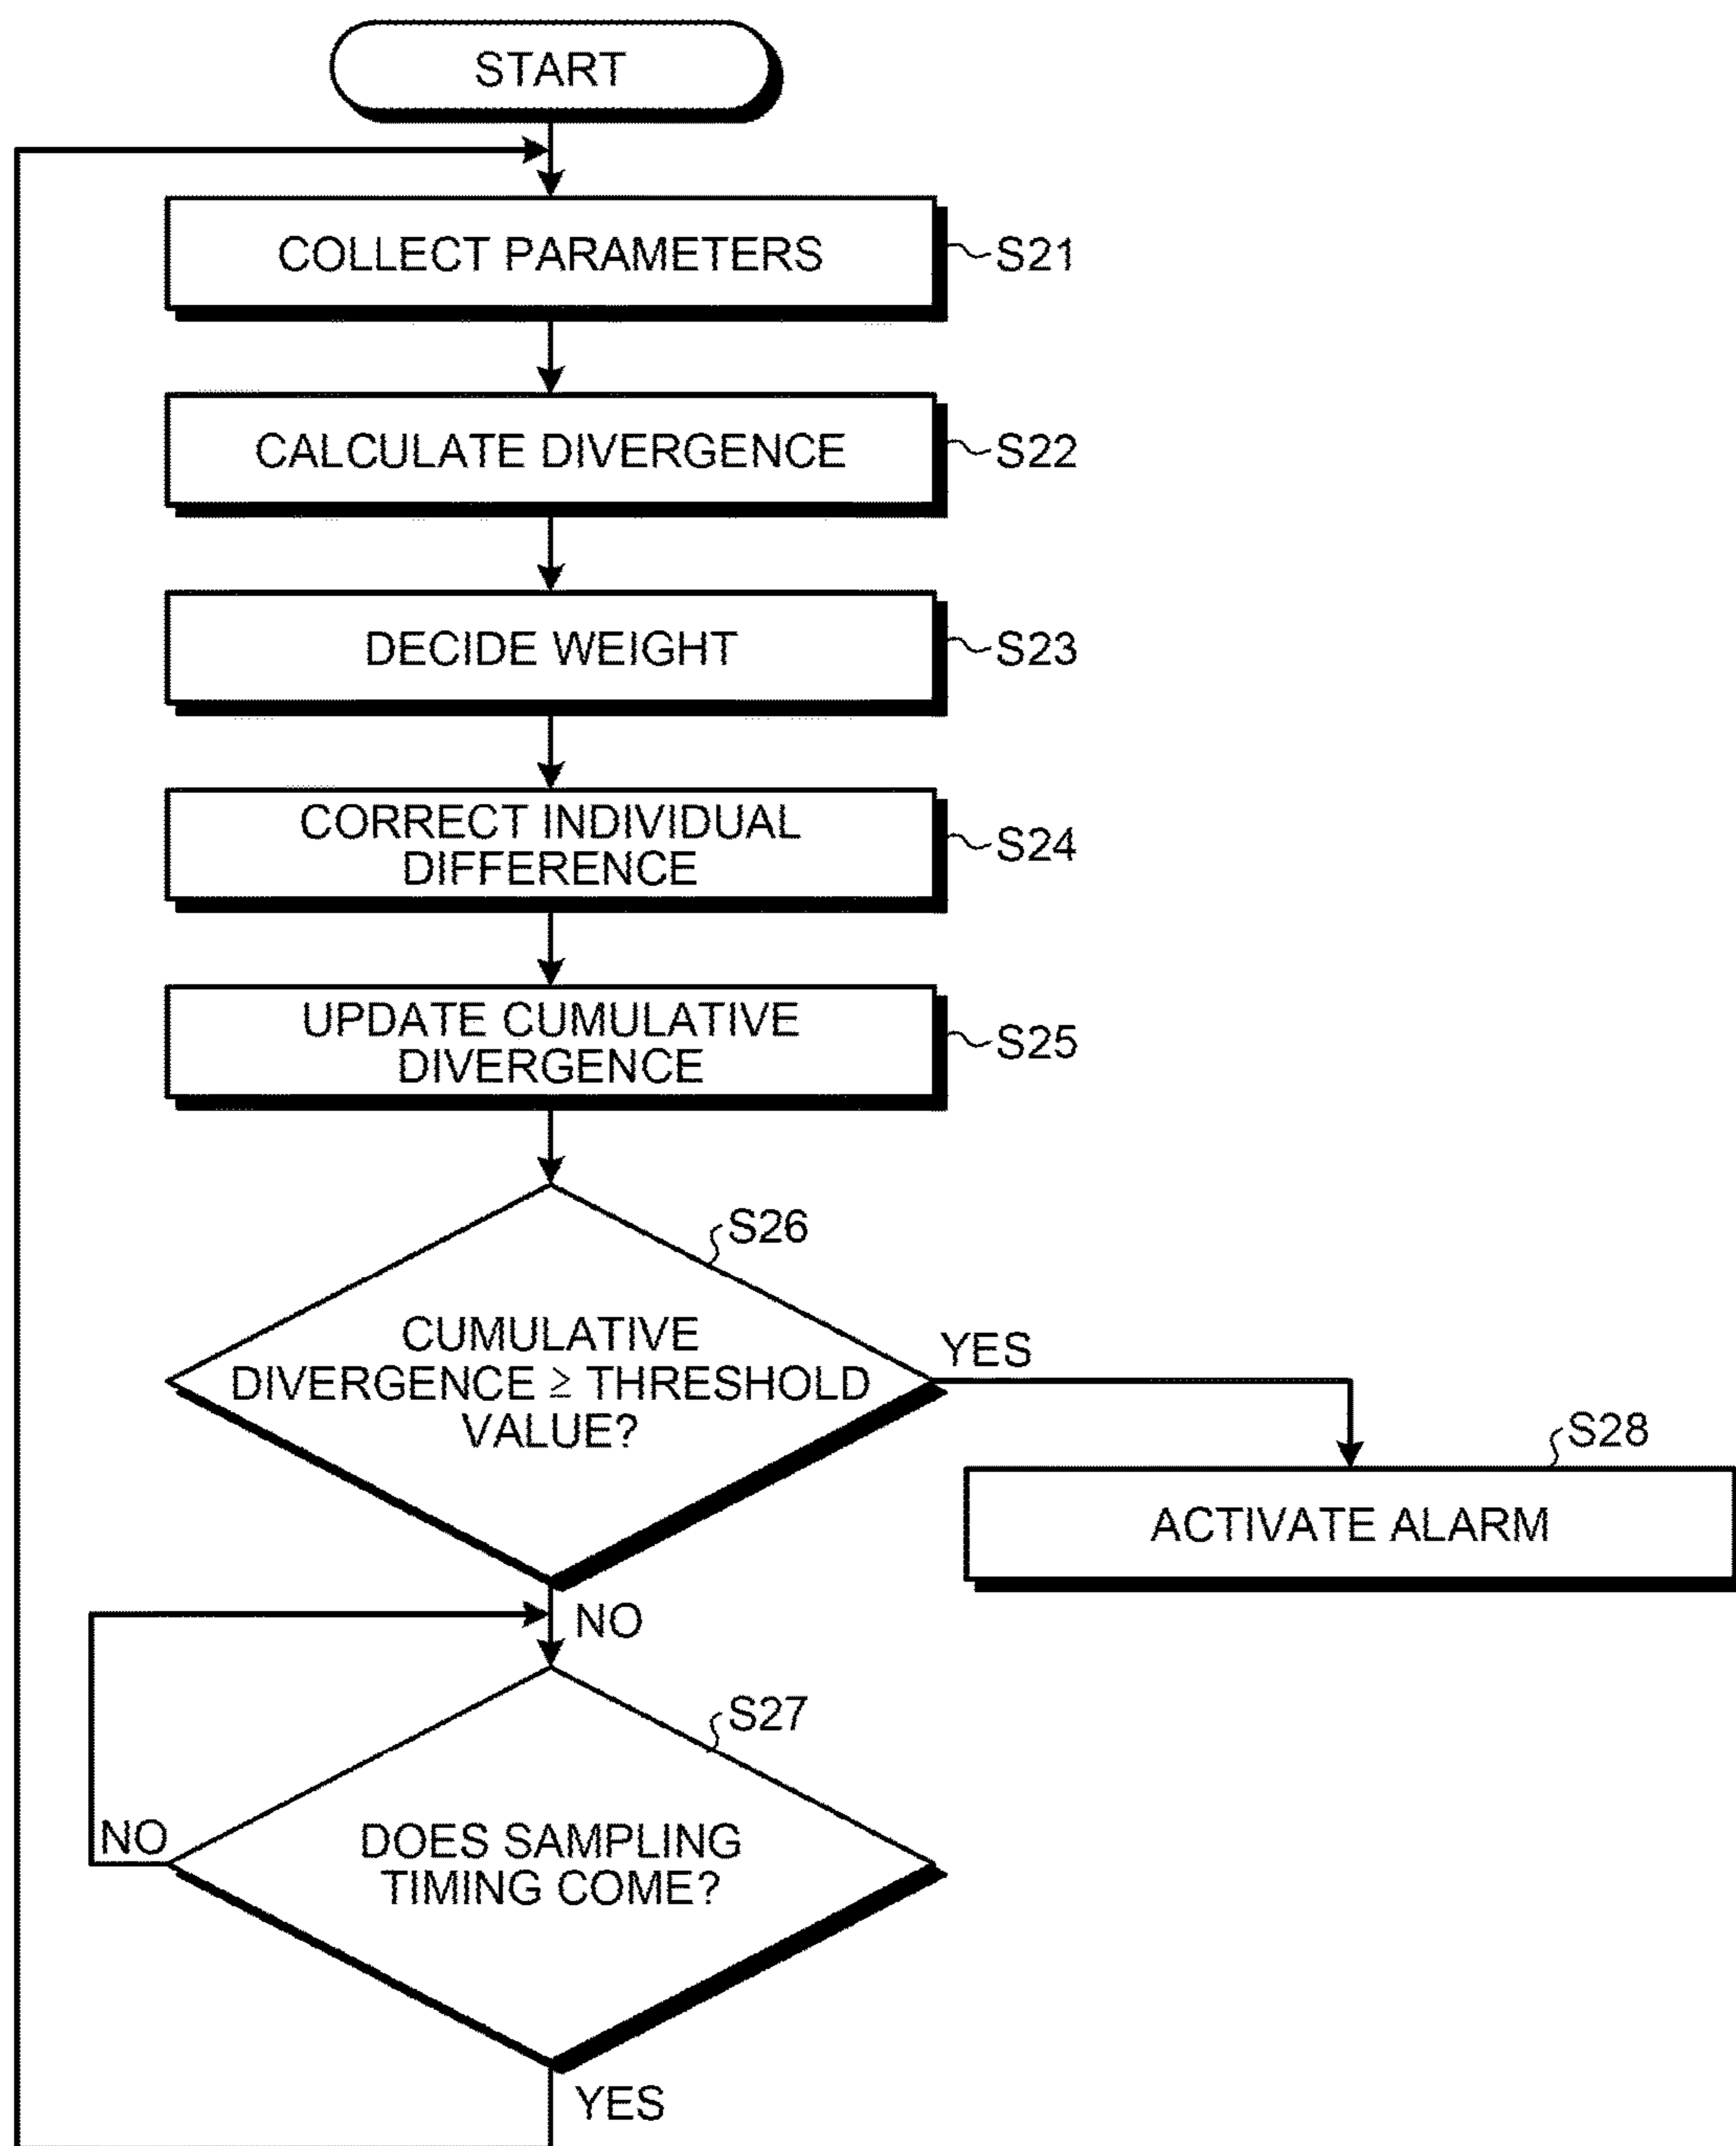 START
COLLECT PARAMETERS
S21
CALCULATE DIVERGENCE
S22
DECIDE WEIGHT
S23
CORRECT INDIVIDUAL
DIFFERENCE
S24
UPDATE CUMULATIVE
DIVERGENCE
S25
S26
CUMULATIVE
DIVERGENCE ≥ THRESHOLD
VALUE?
YES
S28
ACTIVATE ALARM
NO
S27
DOES SAMPLING
TIMING COME?
NO
YES